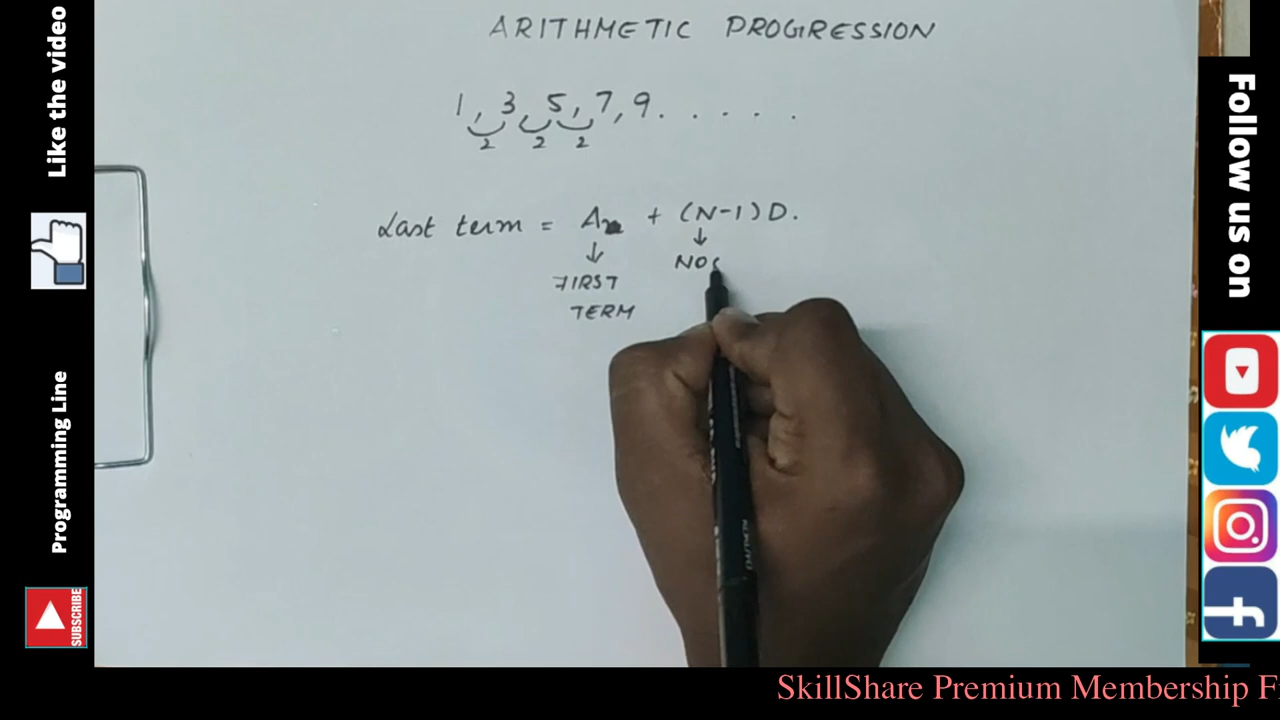 ARITHMETIC PROGRESSION
1, 3, 5, 7, 9. . . . . .
2 2 2
Last term = A + (N-1)D.
↓ ↓
NO
FIRST
TERM
Like the video
Programming Line
SUBSCRIBE
Follow us on
SkillShare Premium Membership F